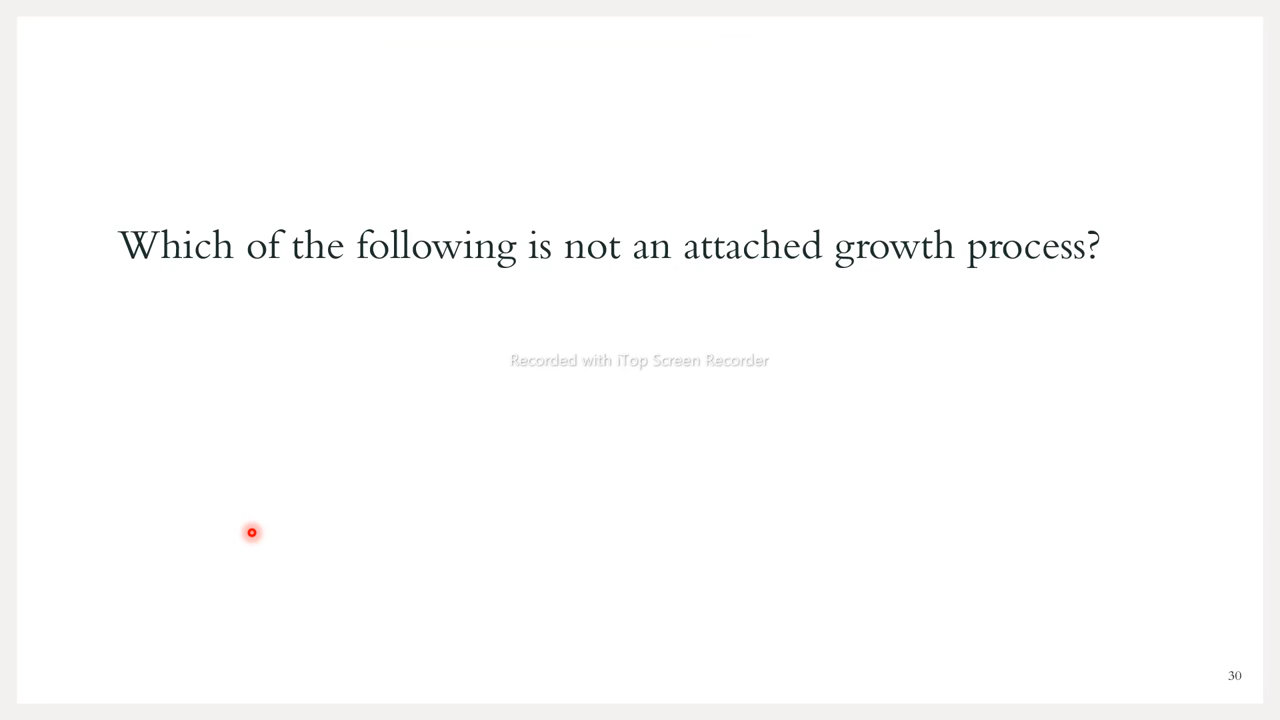 Which of the following is not an attached growth process?
Recorded with iTop Screen Recorder
30